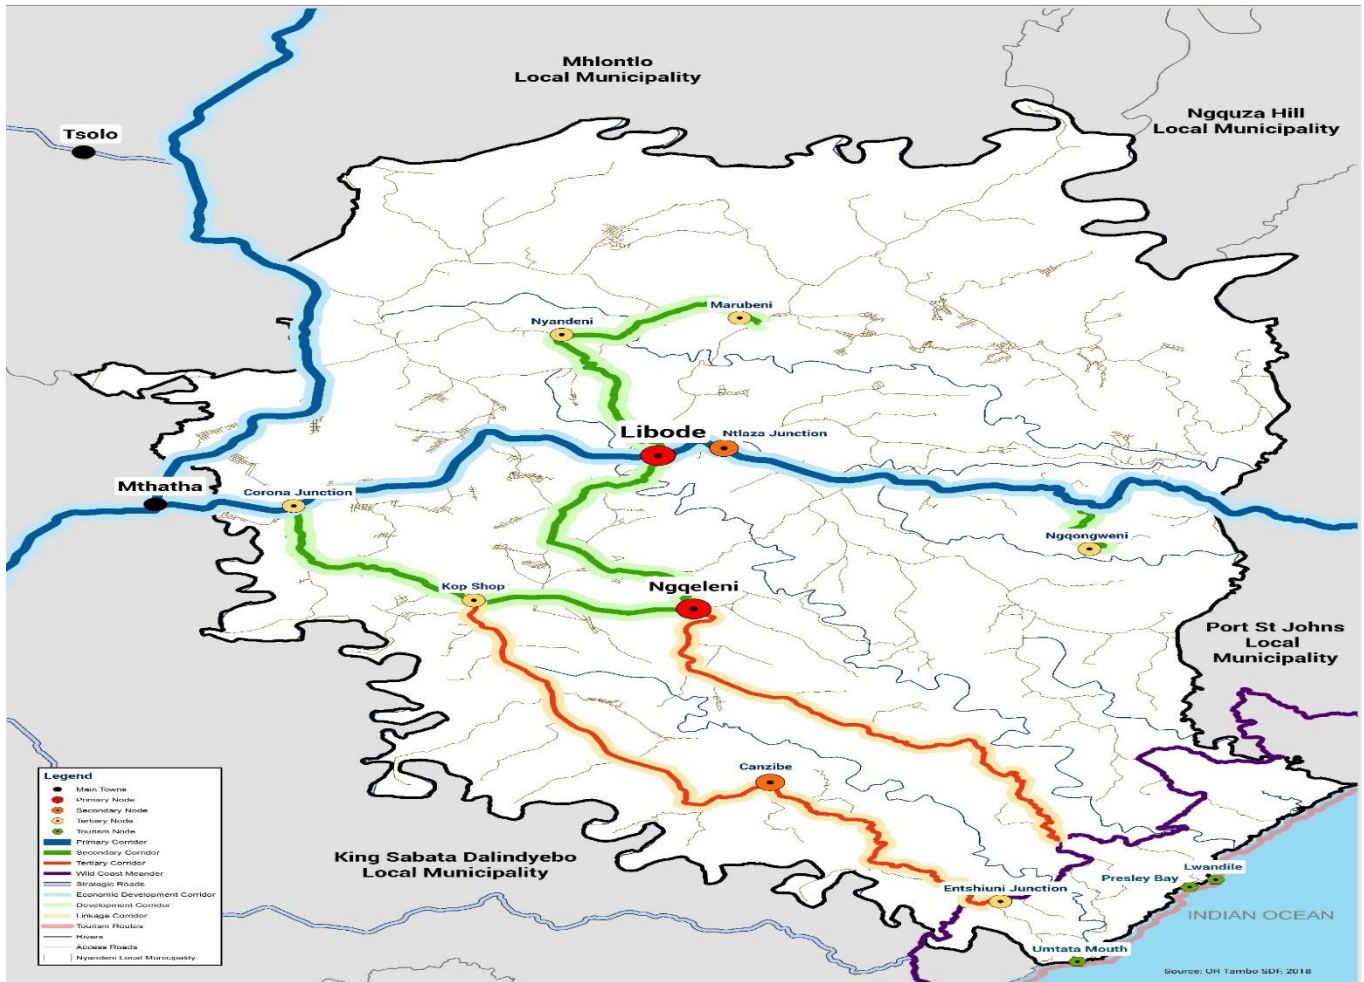 Mhlontlo
Local Municipality
Ngquza Hill
Local Municipality
Tsolo
Marubeni
Nyandeni
Libode
Ntlaza Junction
Mthatha
Corona Junction
Ngqongweni
Kop Shop
Ngqeleni
Port St Johns
Local
Municipality
Canzibe
King Sabata Dalindyebo
Local Municipality
Entshiuni Junction
Lwandile
Presley Bay
INDIAN OCEAN
Umtata Mouth
Source: OR Tambo SDF, 2018
Legend
Main Towns
Primary Node
Secondary Node
Tertiery Node
Tourism Node
Primary Corridor
Secondary Corridor
Tertiary Corridor
Wild Coast Meander
Strategic Roads
Economic Development Corridor
Development Corridor
Linkage Corridor
Tourism Routes
Rivers
Access Roads
Nyandeni Local Municipality